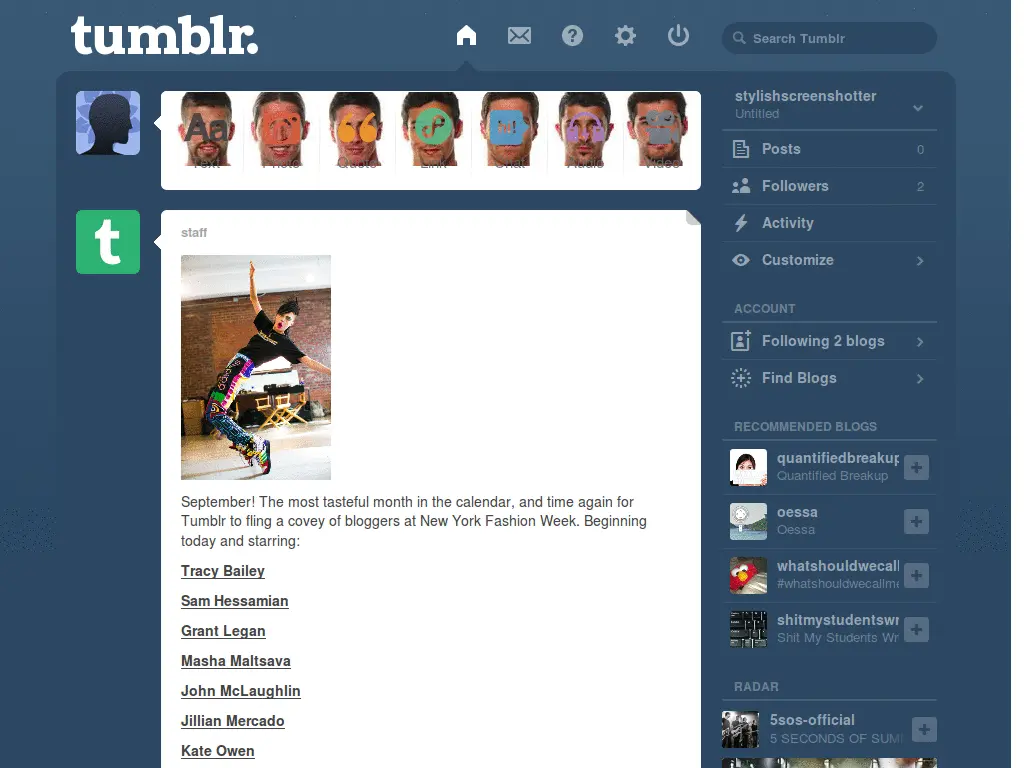 tumblr.
Search Tumblr
Aa
Text
Photo
Quote
Link
Chat
Audio
Video
t
staff
September! The most tasteful month in the calendar, and time again for
Tumblr to fling a covey of bloggers at New York Fashion Week. Beginning
today and starring:
Tracy Bailey
Sam Hessamian
Grant Legan
Masha Maltsava
John McLaughlin
Jillian Mercado
Kate Owen
stylishscreenshotter
Untitled
Posts 0
Followers 2
Activity
Customize
ACCOUNT
Following 2 blogs
Find Blogs
RECOMMENDED BLOGS
quantifiedbreakup
Quantified Breakup
oessa
Oessa
whatshouldwecall
#whatshouldwecallme
shitmystudentswr
Shit My Students Wr
RADAR
5sos-official
5 SECONDS OF SUM